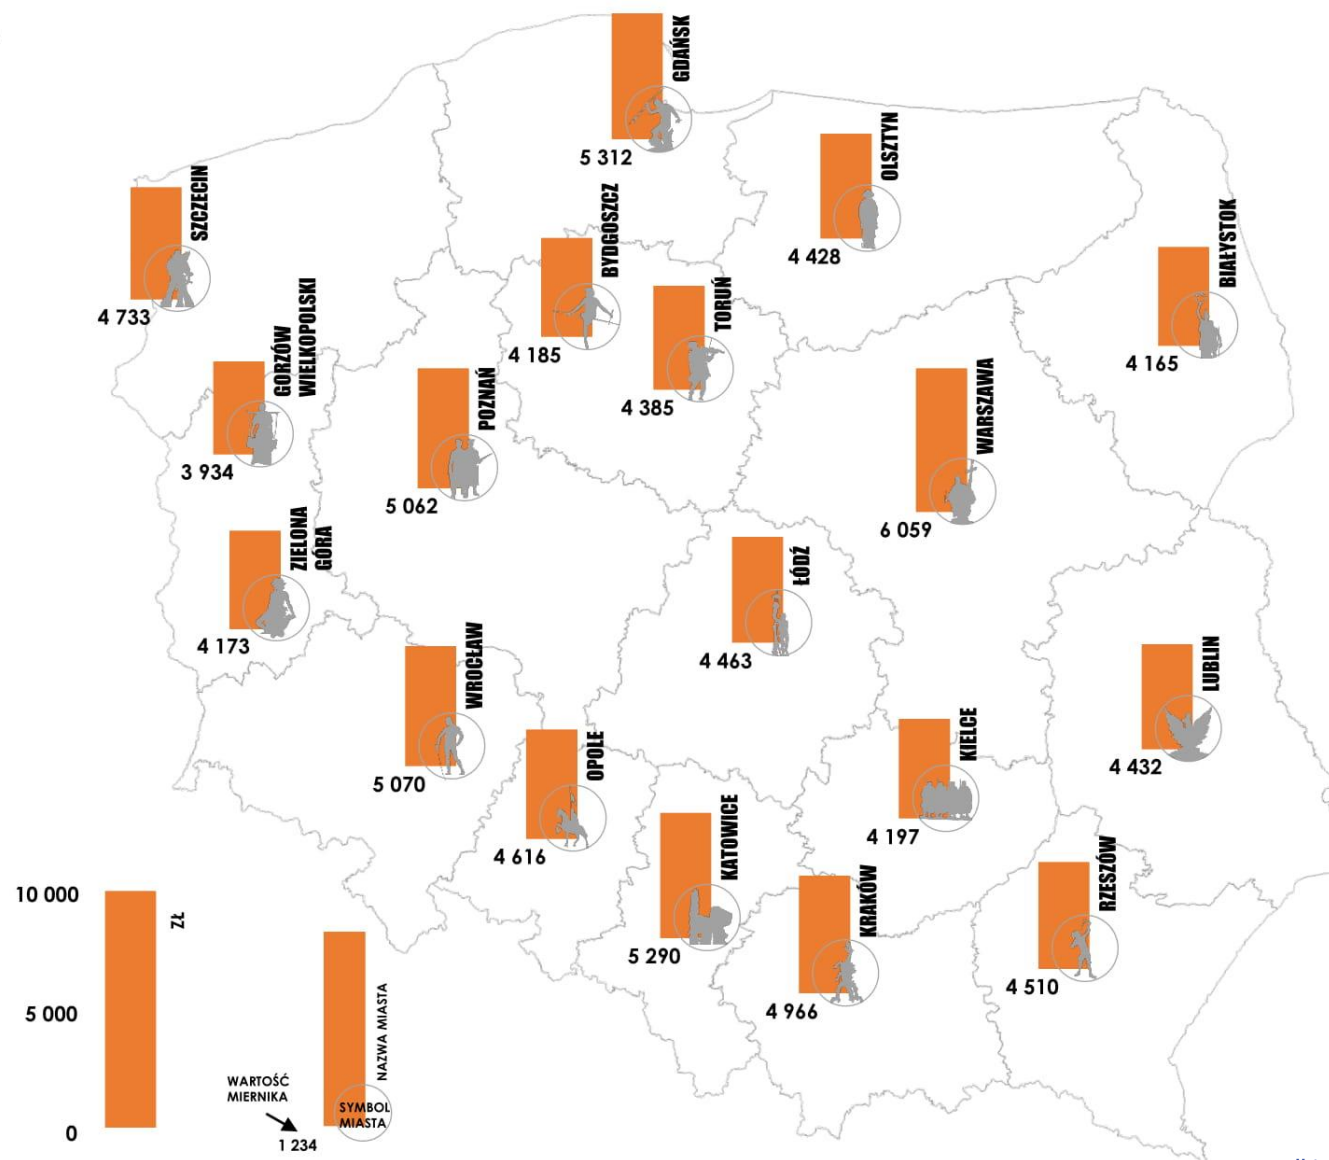 GDAŃSK
5 312
OLSZTYN
4 428
SZCZECIN
4 733
BYDGOSZCZ
4 185
TORUŃ
4 385
BIAŁYSTOK
4 165
GORZÓW
WIELKOPOLSKI
3 934
POZNAŃ
5 062
WARSZAWA
6 059
ZIELONA
GÓRA
4 173
ŁÓDŹ
4 463
WROCŁAW
5 070
LUBLIN
4 432
OPOLE
4 616
KIELCE
4 197
KATOWICE
5 290
KRAKÓW
4 966
RZESZÓW
4 510
10 000
5 000
0
ZŁ
NAZWA MIASTA
WARTOŚĆ
MIERNIKA
SYMBOL
MIASTA
1 234